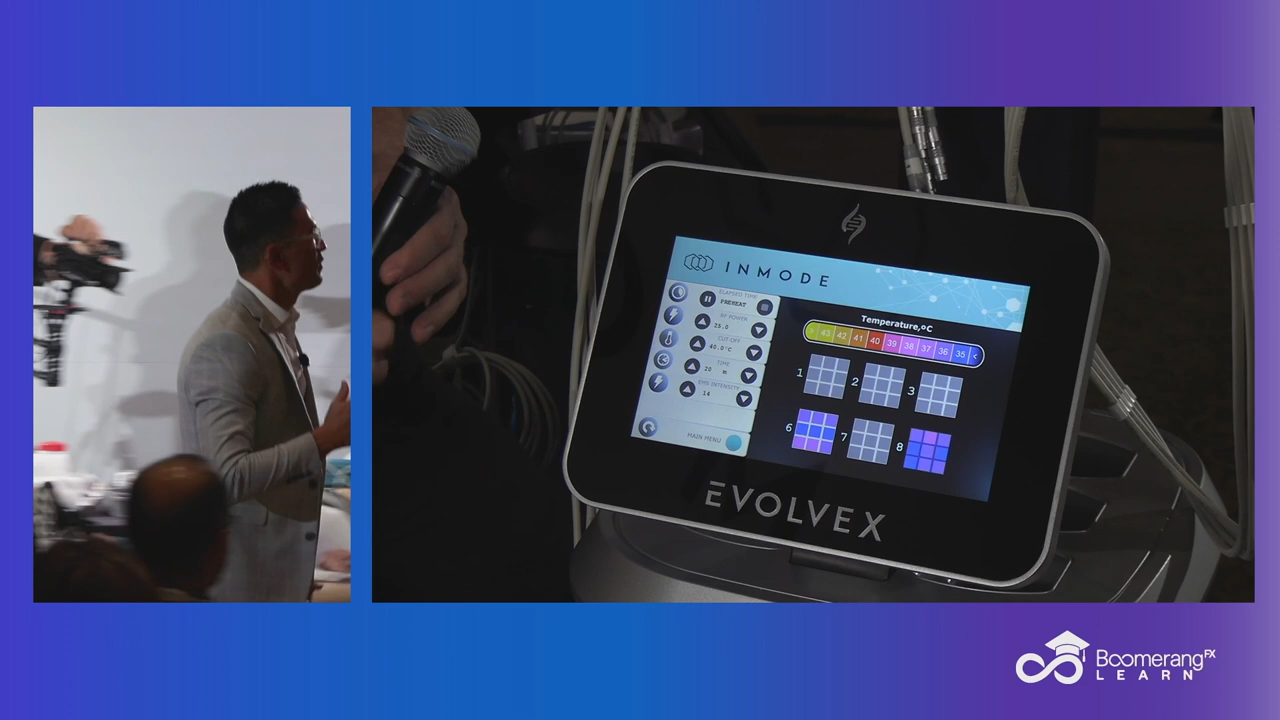 INMODE
ELAPSED TIME
PREHEAT
RF POWER
25.0
CUT-OFF
40.0°C
TIME
20 m
EMS INTENSITY
14
MAIN MENU
Temperature,ºC
> 43 42 41 40 39 38 37 36 35 <
1 2 3
6 7 8
EVOLVEX
BoomerangFX
LEARN